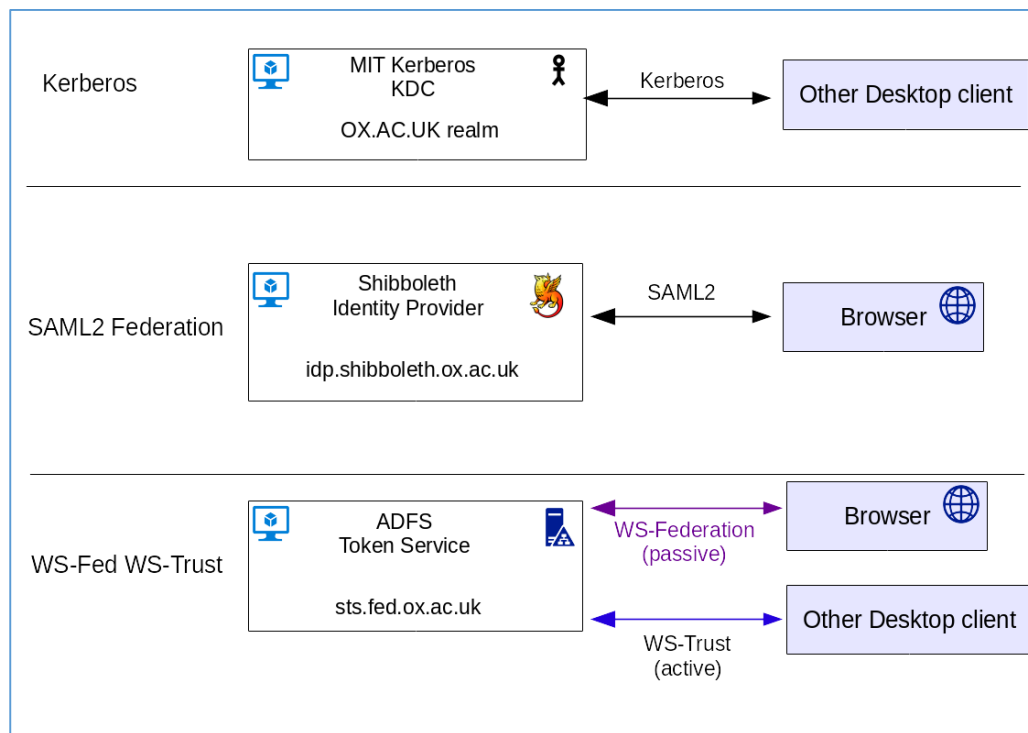 Kerberos
MIT Kerberos
KDC
OX.AC.UK realm
Kerberos
Other Desktop client
SAML2 Federation
Shibboleth
Identity Provider
idp.shibboleth.ox.ac.uk
SAML2
Browser
WS-Fed WS-Trust
ADFS
Token Service
sts.fed.ox.ac.uk
WS-Federation
(passive)
Browser
WS-Trust
(active)
Other Desktop client